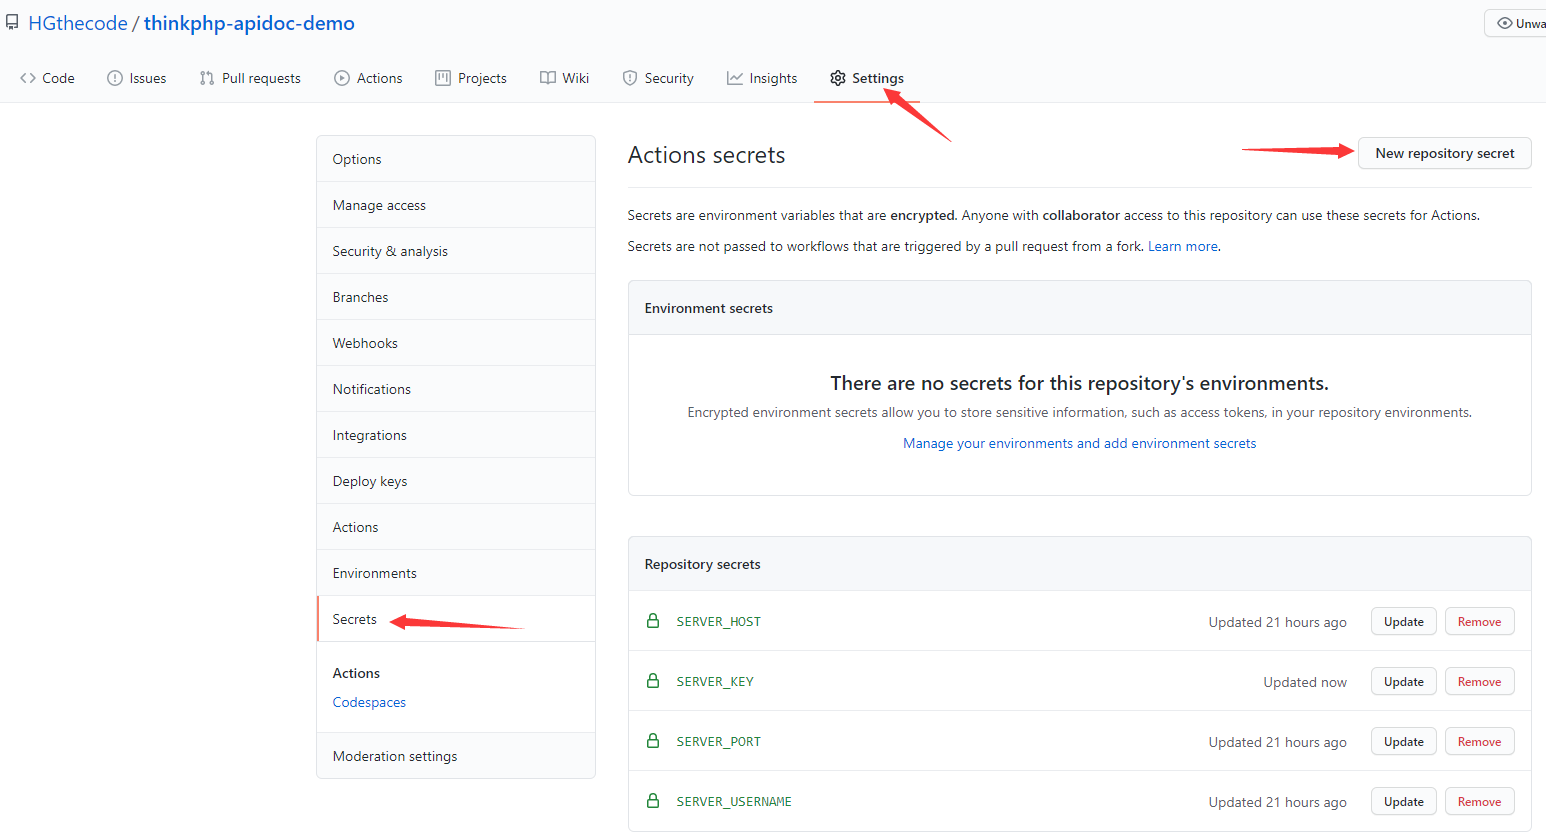 HGthecode / thinkphp-apidoc-demo
Unwa
Code Issues Pull requests Actions Projects Wiki Security Insights Settings
Options
Manage access
Security & analysis
Branches
Webhooks
Notifications
Integrations
Deploy keys
Actions
Environments
Secrets
Actions
Codespaces
Moderation settings
Actions secrets
New repository secret
Secrets are environment variables that are encrypted. Anyone with collaborator access to this repository can use these secrets for Actions.
Secrets are not passed to workflows that are triggered by a pull request from a fork. Learn more.
Environment secrets
There are no secrets for this repository's environments.
Encrypted environment secrets allow you to store sensitive information, such as access tokens, in your repository environments.
Manage your environments and add environment secrets
Repository secrets
SERVER_HOST Updated 21 hours ago Update Remove
SERVER_KEY Updated now Update Remove
SERVER_PORT Updated 21 hours ago Update Remove
SERVER_USERNAME Updated 21 hours ago Update Remove